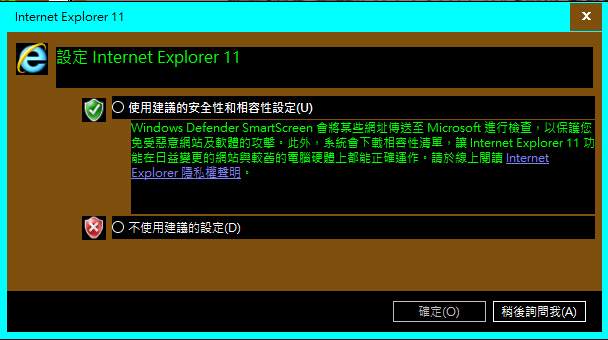 Internet Explorer 11
x
設定 Internet Explorer 11
使用建議的安全性和相容性設定(U)
Windows Defender SmartScreen 會將某些網址傳送至 Microsoft 進行檢查，以保護您
免受惡意網站及軟體的攻擊。此外，系統會下載相容性清單，讓 Internet Explorer 11 功
能在日益變更的網站與較舊的電腦硬體上都能正確運作。請於線上閱讀 Internet
Explorer 隱私權聲明。
不使用建議的設定(D)
確定(O)
稍後詢問我(A)